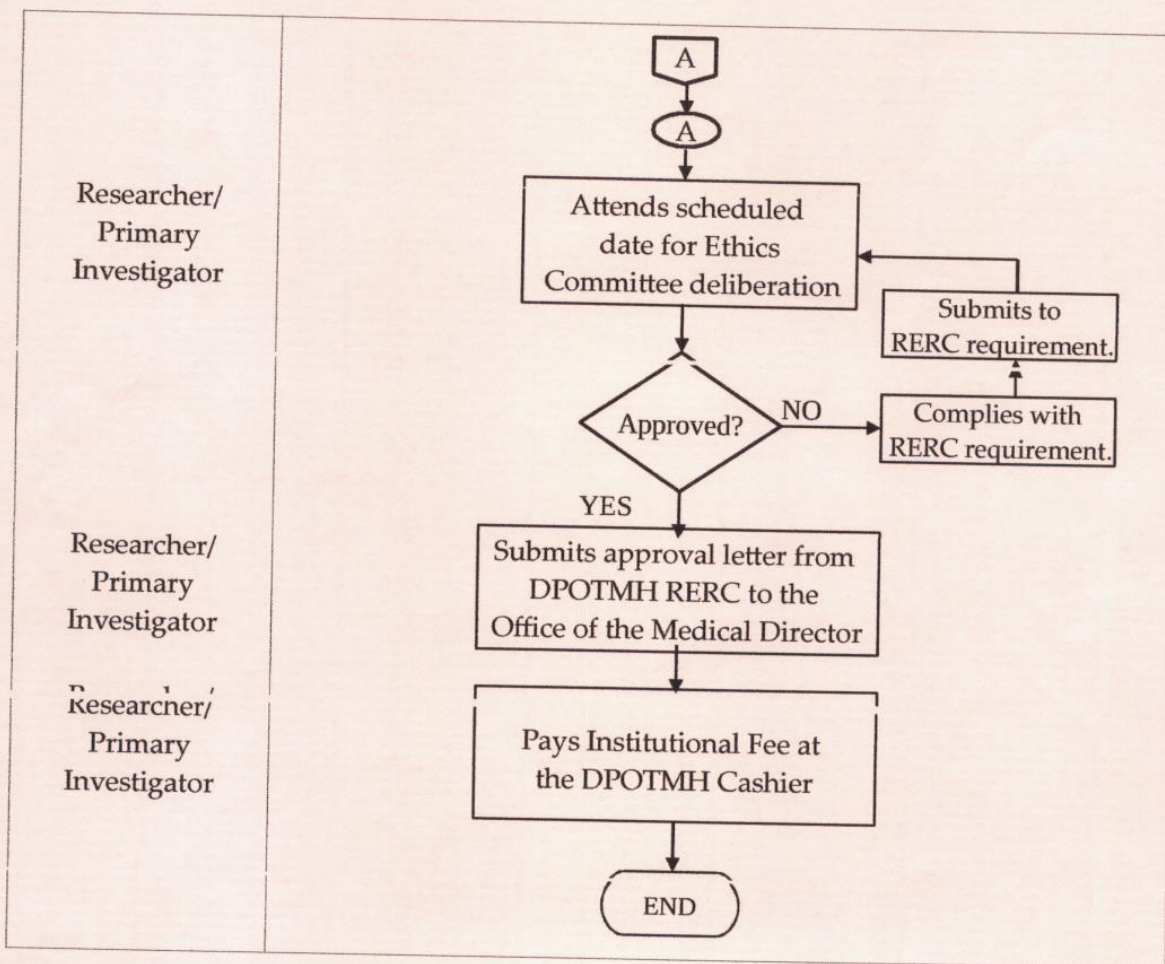 A
A
Researcher/
Primary
Investigator
Attends scheduled
date for Ethics
Committee deliberation
Submits to
RERC requirement.
Approved?
NO
Complies with
RERC requirement.
YES
Researcher/
Primary
Investigator
Submits approval letter from
DPOTMH RERC to the
Office of the Medical Director
Researcher/
Primary
Investigator
Pays Institutional Fee at
the DPOTMH Cashier
END